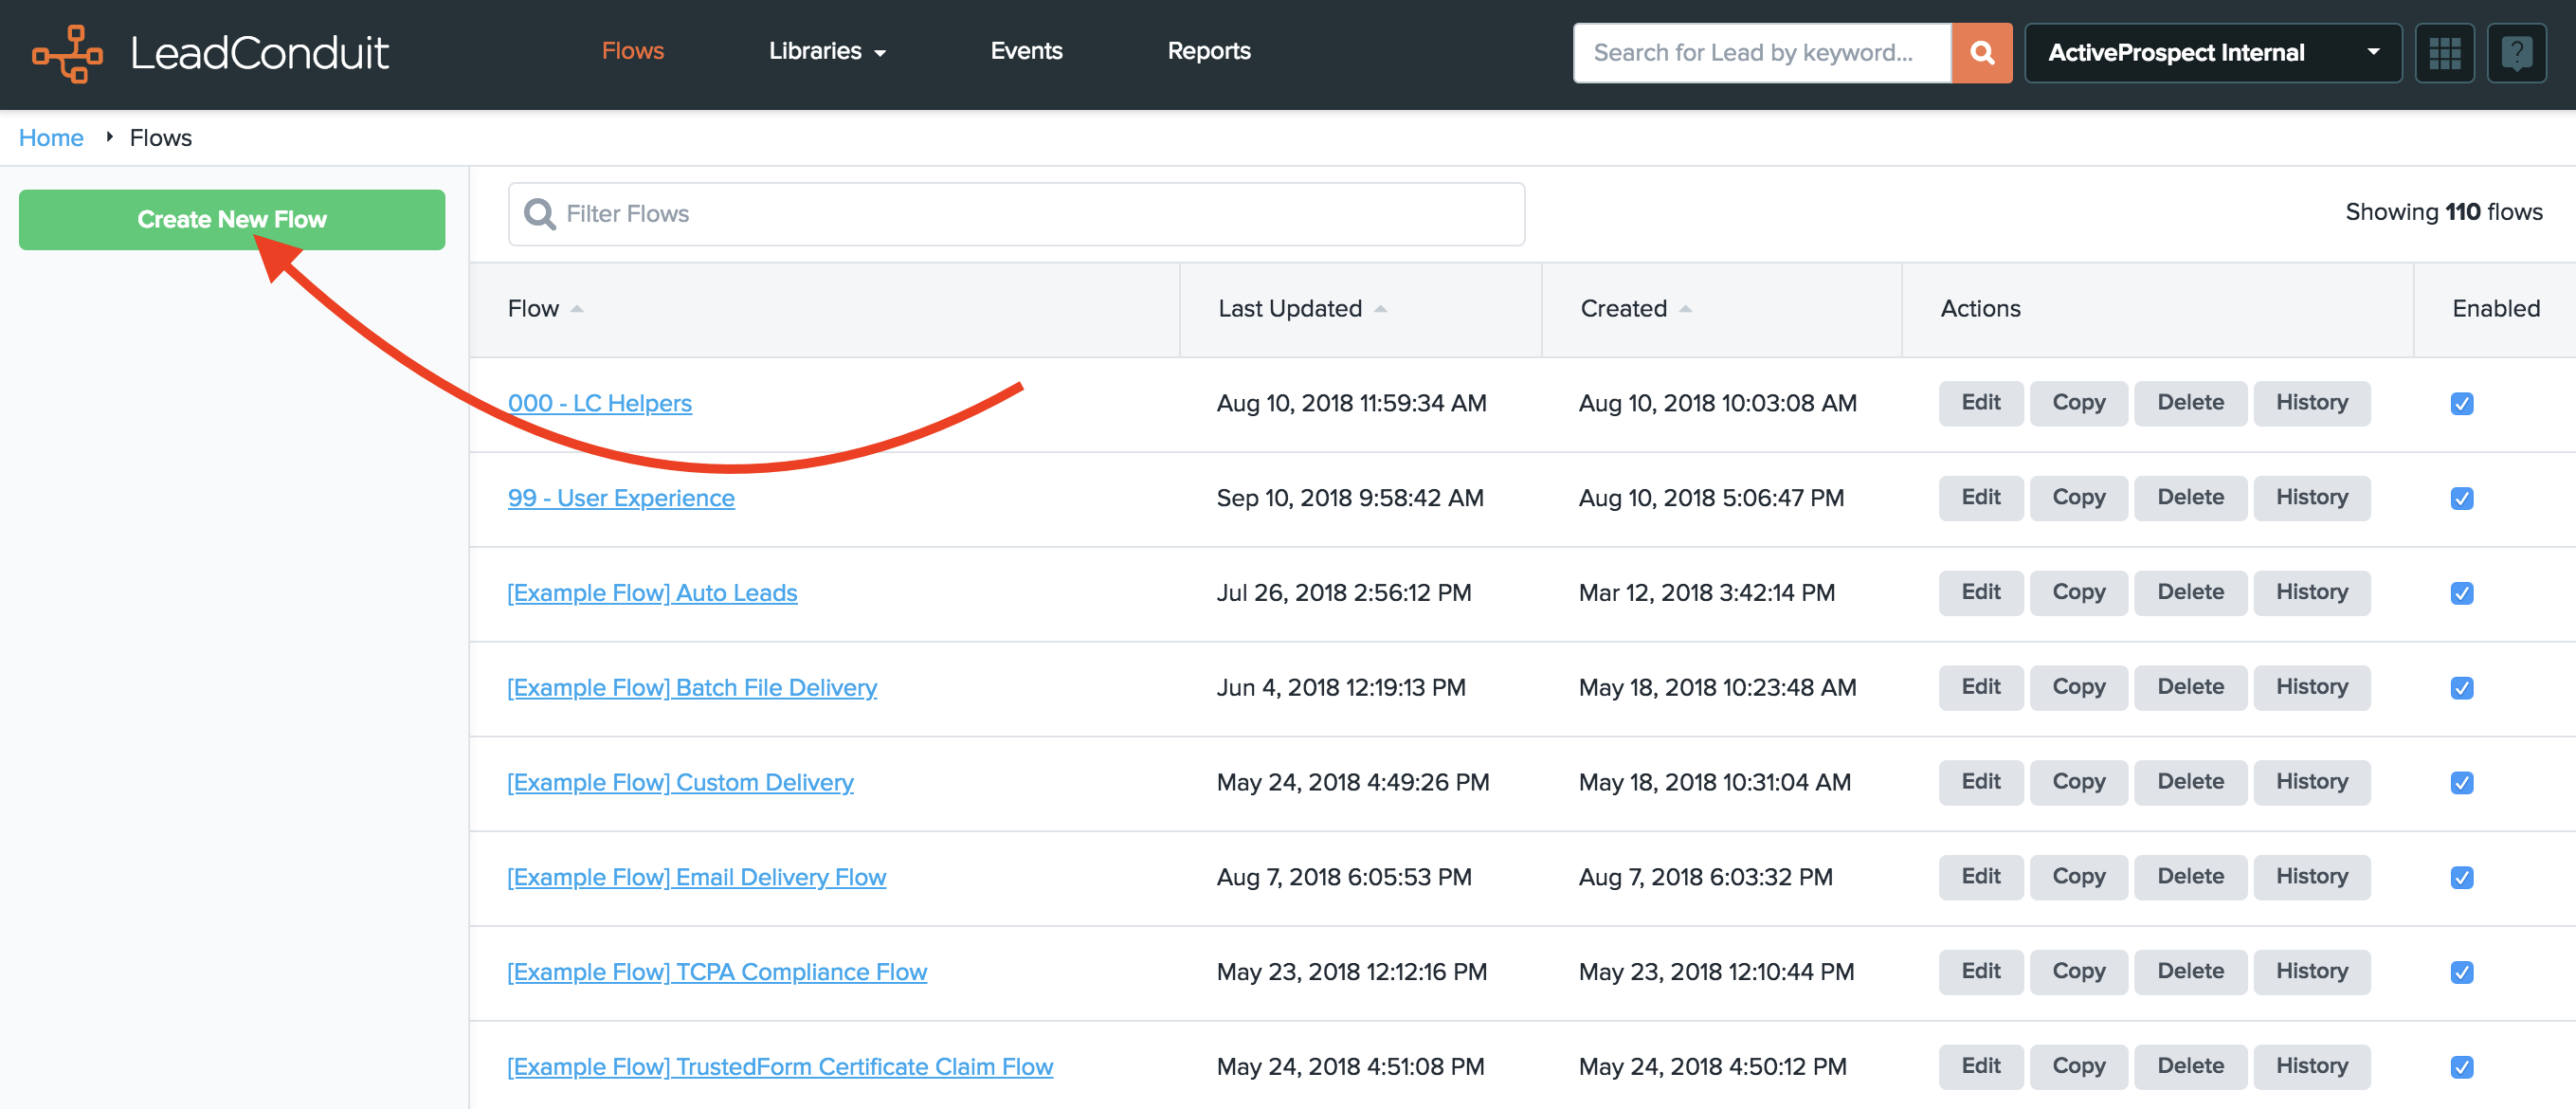 LeadConduit Flows Libraries Events Reports Search for Lead by keyword... ActiveProspect Internal ?
Home Flows
Create New Flow Filter Flows Showing 110 flows
Flow Last Updated Created Actions Enabled
000 - LC Helpers Aug 10, 2018 11:59:34 AM Aug 10, 2018 10:03:08 AM Edit Copy Delete History
99 - User Experience Sep 10, 2018 9:58:42 AM Aug 10, 2018 5:06:47 PM Edit Copy Delete History
[Example Flow] Auto Leads Jul 26, 2018 2:56:12 PM Mar 12, 2018 3:42:14 PM Edit Copy Delete History
[Example Flow] Batch File Delivery Jun 4, 2018 12:19:13 PM May 18, 2018 10:23:48 AM Edit Copy Delete History
[Example Flow] Custom Delivery May 24, 2018 4:49:26 PM May 18, 2018 10:31:04 AM Edit Copy Delete History
[Example Flow] Email Delivery Flow Aug 7, 2018 6:05:53 PM Aug 7, 2018 6:03:32 PM Edit Copy Delete History
[Example Flow] TCPA Compliance Flow May 23, 2018 12:12:16 PM May 23, 2018 12:10:44 PM Edit Copy Delete History
[Example Flow] TrustedForm Certificate Claim Flow May 24, 2018 4:51:08 PM May 24, 2018 4:50:12 PM Edit Copy Delete History